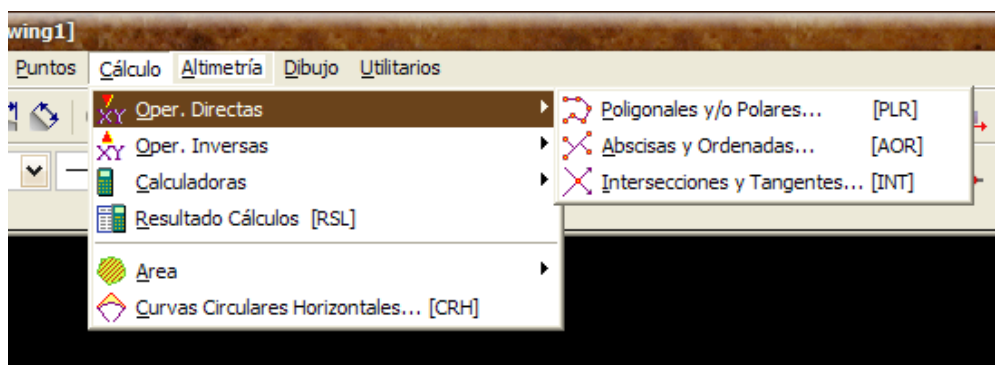 wing1]
Puntos Cálculo Altimetría Dibujo Utilitarios
Oper. Directas
Oper. Inversas
Calculadoras
Resultado Cálculos [RSL]
Area
Curvas Circulares Horizontales... [CRH]
Poligonales y/o Polares... [PLR]
Abscisas y Ordenadas... [AOR]
Intersecciones y Tangentes... [INT]